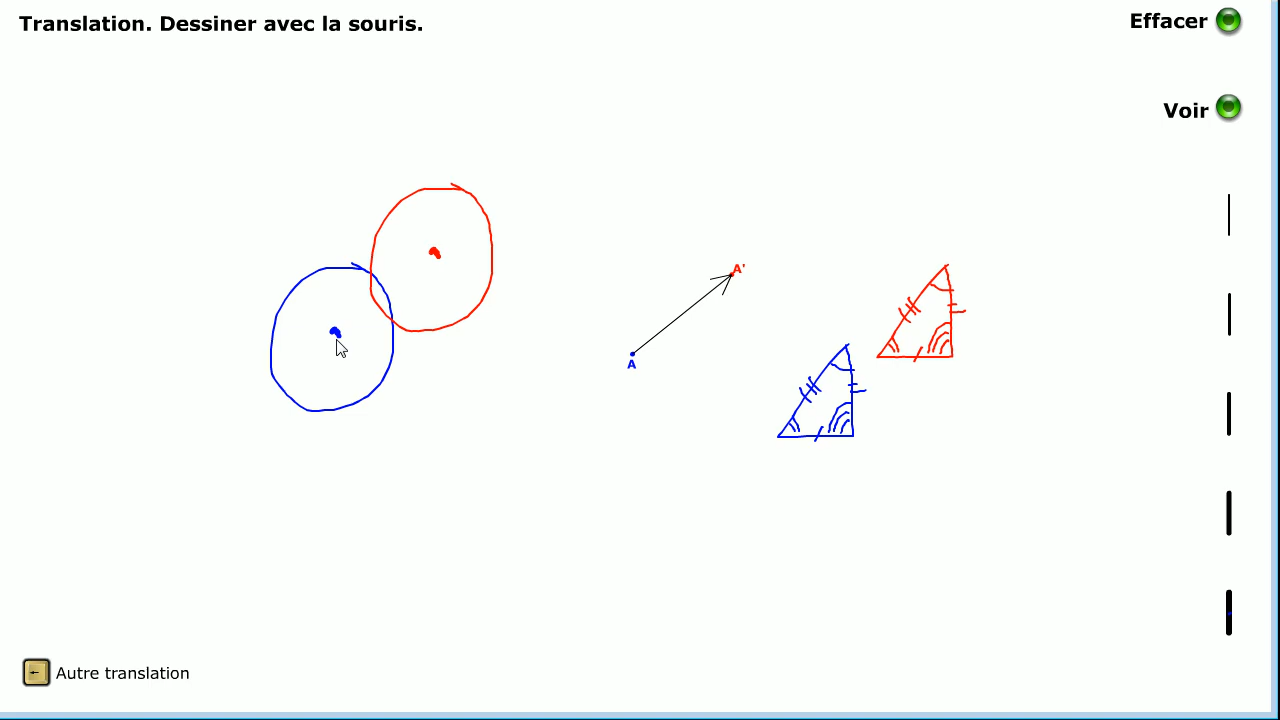 Translation. Dessiner avec la souris.
Effacer
Voir
A'
A
Autre translation